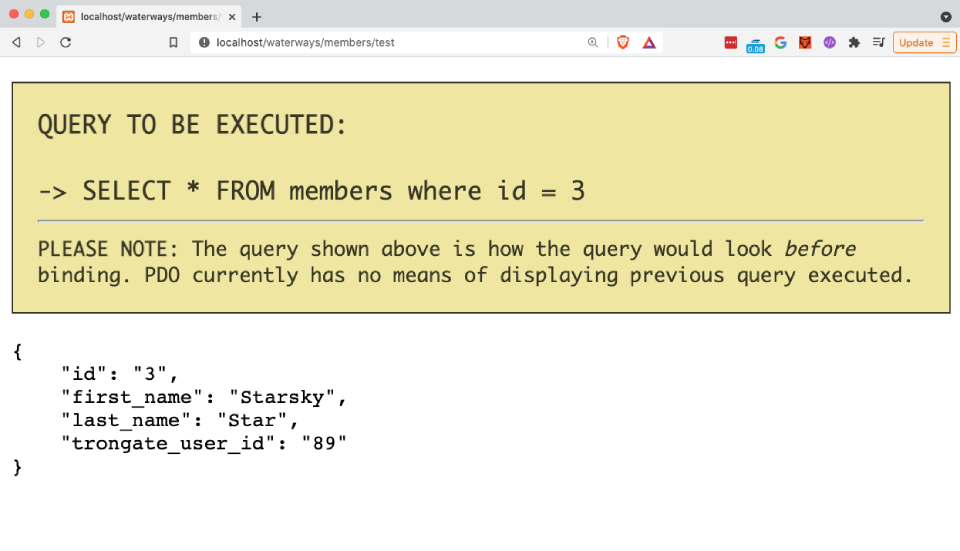 localhost/waterways/members/
localhost/waterways/members/test
0.08
Update
QUERY TO BE EXECUTED:
-> SELECT * FROM members where id = 3
PLEASE NOTE: The query shown above is how the query would look before
binding. PDO currently has no means of displaying previous query executed.
{
"id": "3",
"first_name": "Starsky",
"last_name": "Star",
"trongate_user_id": "89"
}